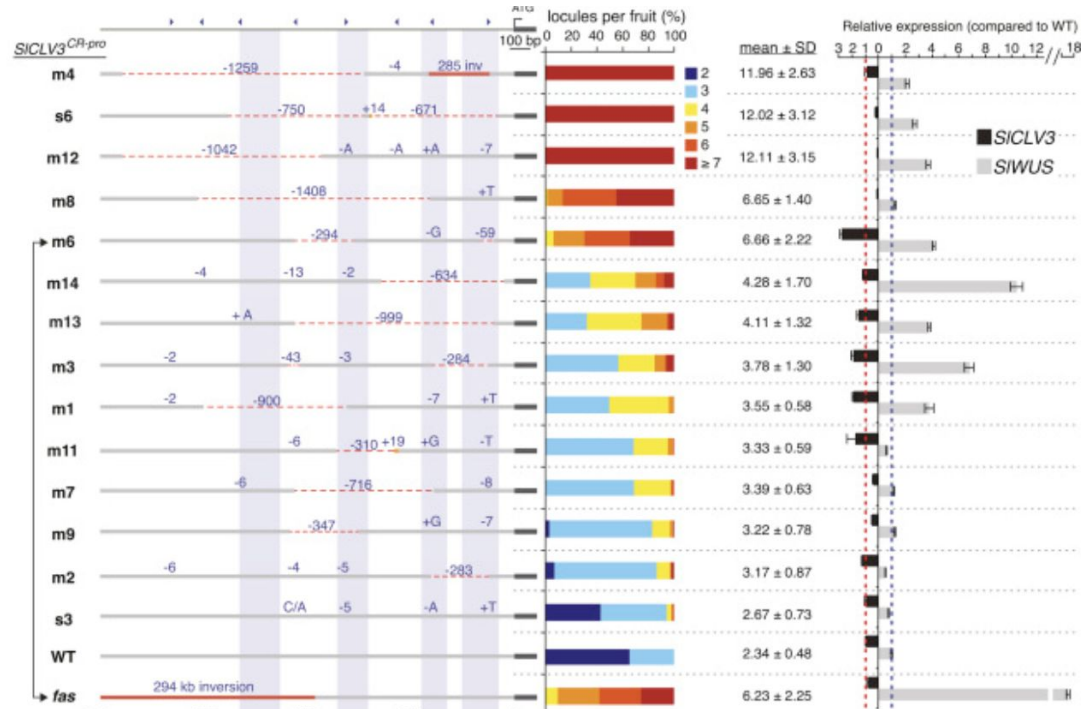 ATG
locules per fruit (%)
Relative expression (compared to WT)
SlCLV3CR-pro
100 bp
0 20 40 60 80 100
mean ± SD
3 2 1 0 2 4 6 8 10 12 // 18
m4 -1259 -4 285 inv 11.96 ± 2.63
2
3
4
5
6
≥ 7
s6 -750 +14 -671 12.02 ± 3.12
SlCLV3
SlWUS
m12 -1042 -A -A +A -7 12.11 ± 3.15
m8 -1408 +T 6.65 ± 1.40
m6 -294 -G -59 6.66 ± 2.22
m14 -4 -13 -2 -634 4.28 ± 1.70
m13 + A -999 4.11 ± 1.32
m3 -2 -43 -3 -284 3.78 ± 1.30
m1 -2 -900 -7 +T 3.55 ± 0.58
m11 -6 -310 +19 +G -T 3.33 ± 0.59
m7 -6 -716 -8 3.39 ± 0.63
m9 -347 +G -7 3.22 ± 0.78
m2 -6 -4 -5 -283 3.17 ± 0.87
s3 C/A -5 -A +T 2.67 ± 0.73
WT 2.34 ± 0.48
fas 294 kb inversion 6.23 ± 2.25